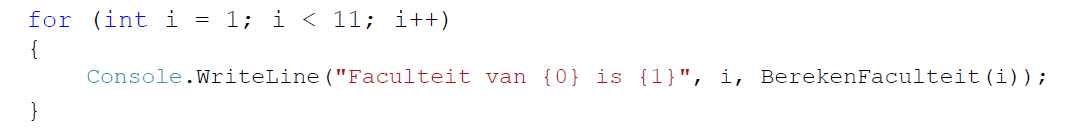 for (int i = 1; i < 11; i++)
{
    Console.WriteLine("Faculteit van {0} is {1}", i, BerekenFaculteit(i));
}